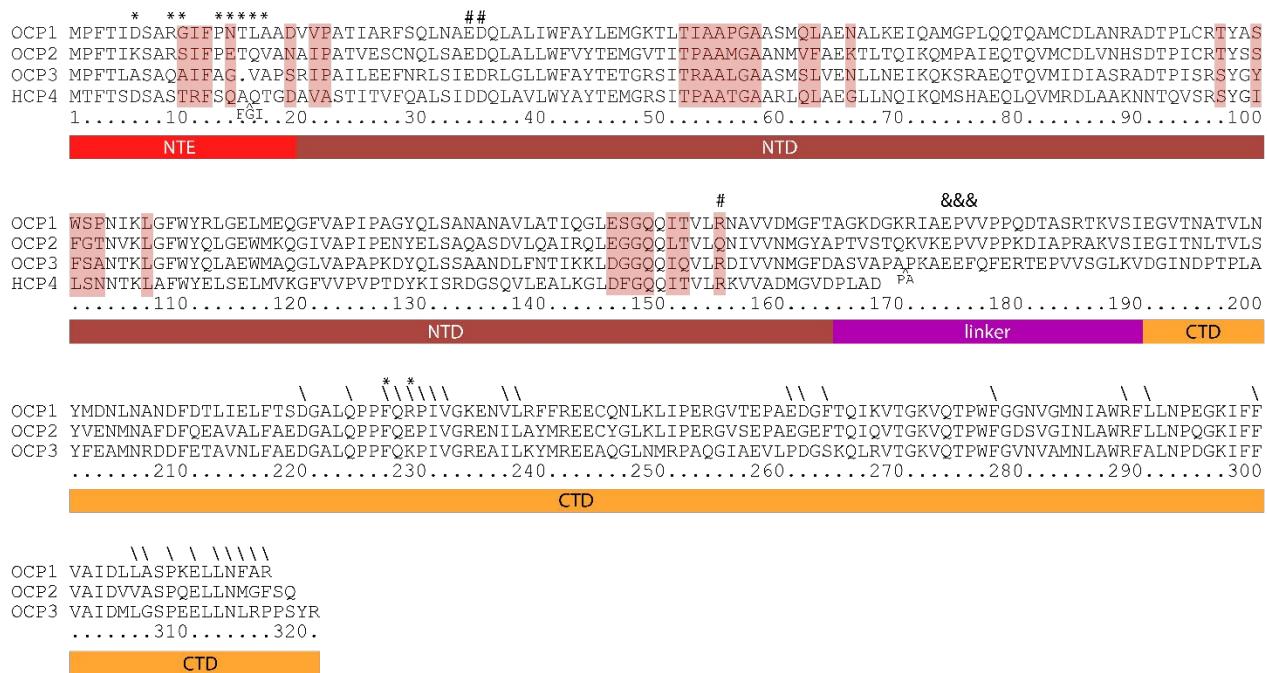 * ** ***** ##
OCP1 MPFTIDSARGIFPNTLAADVVPATIARFSQLNAEDQLALIWFAYLEMGKTLTIAAPGAASMQLAENALKEIQAMGPLQQTQAMCDLANRADTPLCRTYAS
OCP2 MPFTIKSARSIFPETQVANAVPATVESCNQLSAEDQLALLWFVYTEMGVTITPAAMGAANMVFAEKTLTQIKQMPAIEQTQVMCDLVNHSDTPICRTYSS
OCP3 MPFTLASAQAIFAG.VAPSRIPAILEEFNRLSIEDRLGLLWFAYTETGRSITRAALGAASMSLVENLLNEIKQKSRAEQTQVMIDIASRADTPISRSYGY
HCP4 MTFTSDSASTRFSQAQTGDAVASTITVFQALSIDDQLAVLWYAYTEMGRSITPAATGAARLQLAEGLLNQIKQMSHAEQLQVMRDLAAKNNTQVSRSYGI
1.......10........20........30........40........50........60........70........80........90.......100
^
FGI
NTE NTD
# &&&
OCP1 WSPNIKLGFWYRLGELMEQGFVAPIPAGYQLSANANAVLATIQGLESGQQITVLRNAVVDMGFTAGKDGKRIAEPVVPPQDTASRTKVSIEGVTNATVLN
OCP2 FGTNVKLGFWYQLGEWMKQGIVAPIPENYELSAQASDVLQAIRQLEGGQQLTVLQNIVVNMGYAPTVSTQKVKEPVVPPKDIAPRAKVSIEGITNLTVLS
OCP3 FSANTKLGFWYQLAEWMAQGLVAPAPKDYQLSSAANDLFNTIKKLDGGQQIQVLRDIVVNMGFDASVAPAPKAEEFQFERTEPVVSGLKVDGINDPTPLA
HCP4 LSNNTKLAFWYELSELMVKGFVVPVPTDYKISRDGSQVLEALKGLDFGQQITVLRKVVADMGVDPLAD
^
PA
.......110.......120.......130.......140.......150.......160.......170.......180.......190.......200
NTD linker CTD
* *
\ \ \\\\\\ \\ \\ \ \ \ \ \
OCP1 YMDNLNANDFDTLIELFTSDGALQPPFQRPIVGKENVLRFFREECQNLKLIPERGVTEPAEDGFTQIKVTGKVQTPWFGGNVGMNIAWRFLLNPEGKIFF
OCP2 YVENMNAFDFQEAVALFAEDGALQPPFQEPIVGRENILAYMREECYGLKLIPERGVSEPAEGEFTQIQVTGKVQTPWFGDSVGINLAWRFLLNPQGKIFF
OCP3 YFEAMNRDDFETAVNLFAEDGALQPPFQKPIVGREAILKYMREEAQGLNMRPAQGIAEVLPDGSKQLRVTGKVQTPWFGVNVAMNLAWRFALNPDGKIFF
.......210.......220.......230.......240.......250.......260.......270.......280.......290.......300
CTD
\\ \ \ \\\\\
OCP1 VAIDLLASPKELLNFAR
OCP2 VAIDVVASPQELLNMGFSQ
OCP3 VAIDMLGSPEELLNLRPPSYR
.......310.......320.
CTD